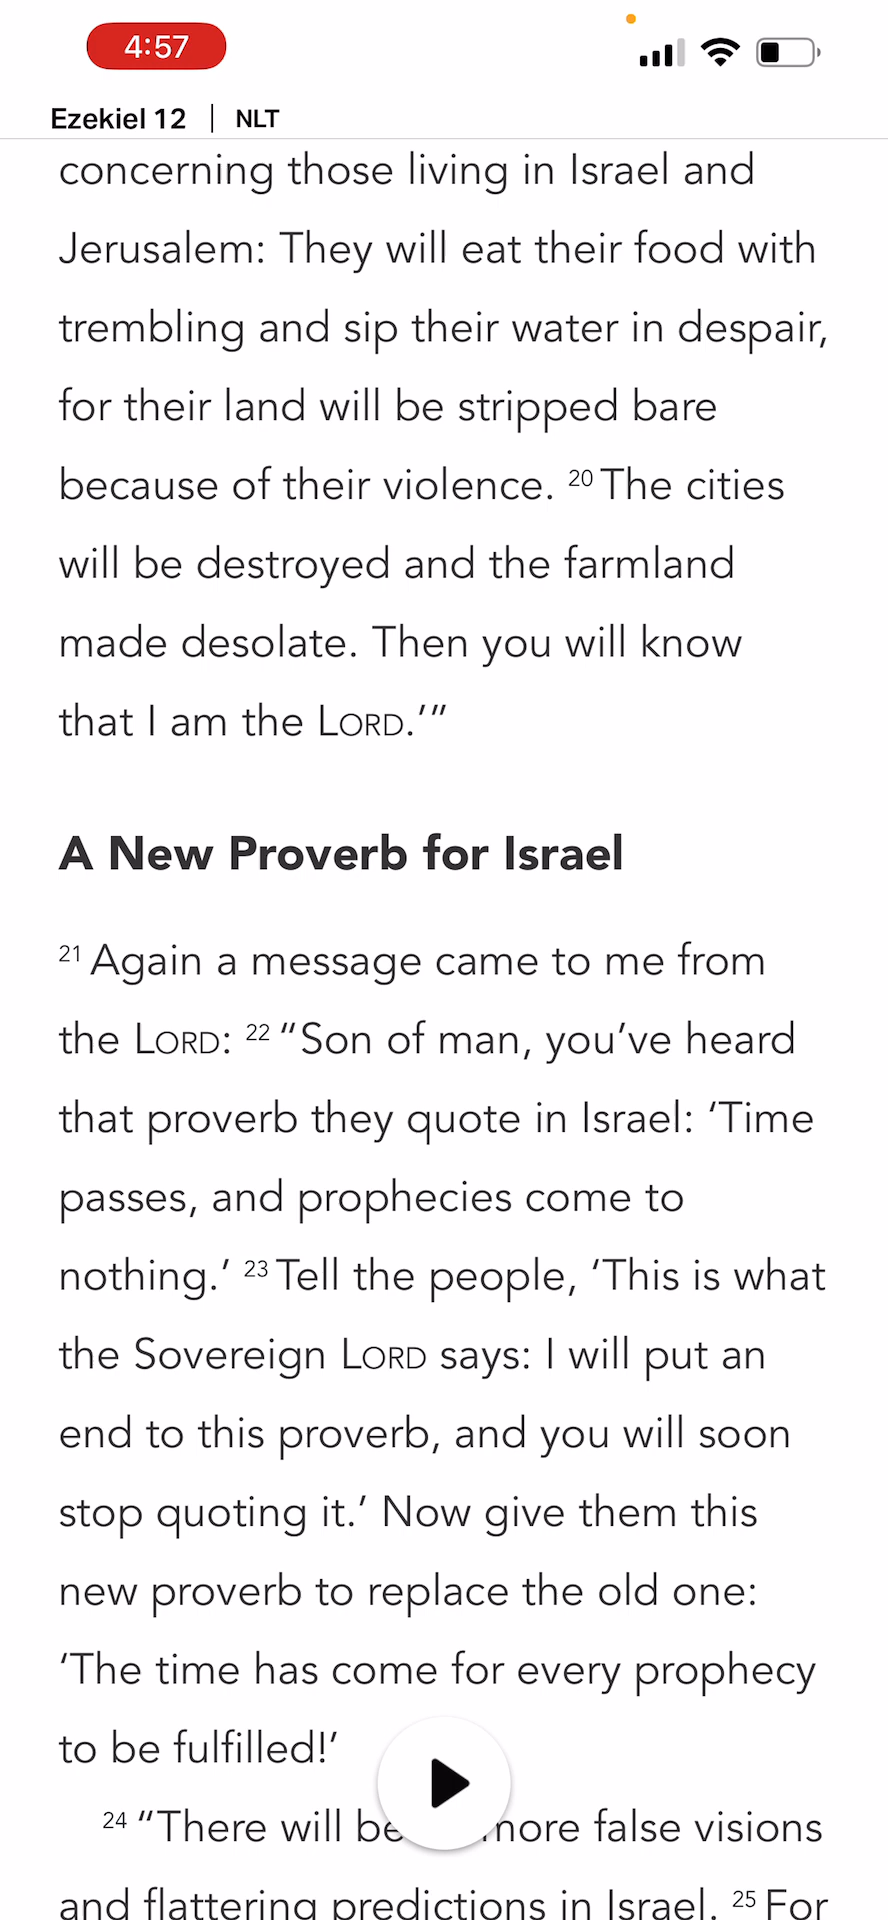 4:57
Ezekiel 12 | NLT
concerning those living in Israel and
Jerusalem: They will eat their food with
trembling and sip their water in despair,
for their land will be stripped bare
because of their violence. 20 The cities
will be destroyed and the farmland
made desolate. Then you will know
that I am the LORD.’”
A New Proverb for Israel
21 Again a message came to me from
the LORD: 22 “Son of man, you’ve heard
that proverb they quote in Israel: ‘Time
passes, and prophecies come to
nothing.’ 23 Tell the people, ‘This is what
the Sovereign LORD says: I will put an
end to this proverb, and you will soon
stop quoting it.’ Now give them this
new proverb to replace the old one:
‘The time has come for every prophecy
to be fulfilled!’
24 “There will be more false visions
and flattering predictions in Israel. 25 For